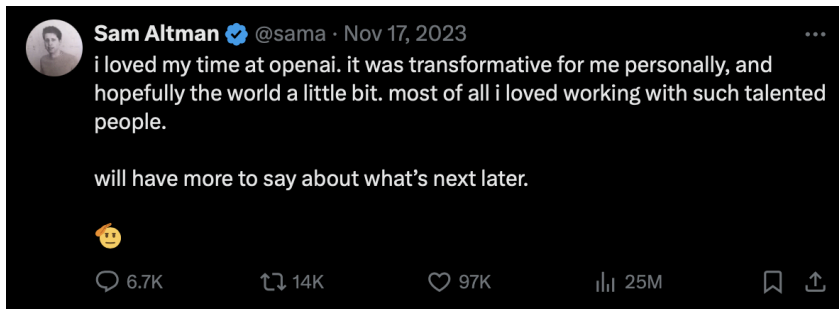 Sam Altman @sama · Nov 17, 2023
i loved my time at openai. it was transformative for me personally, and
hopefully the world a little bit. most of all i loved working with such talented
people.
will have more to say about what’s next later.
🫡
6.7K 14K 97K 25M